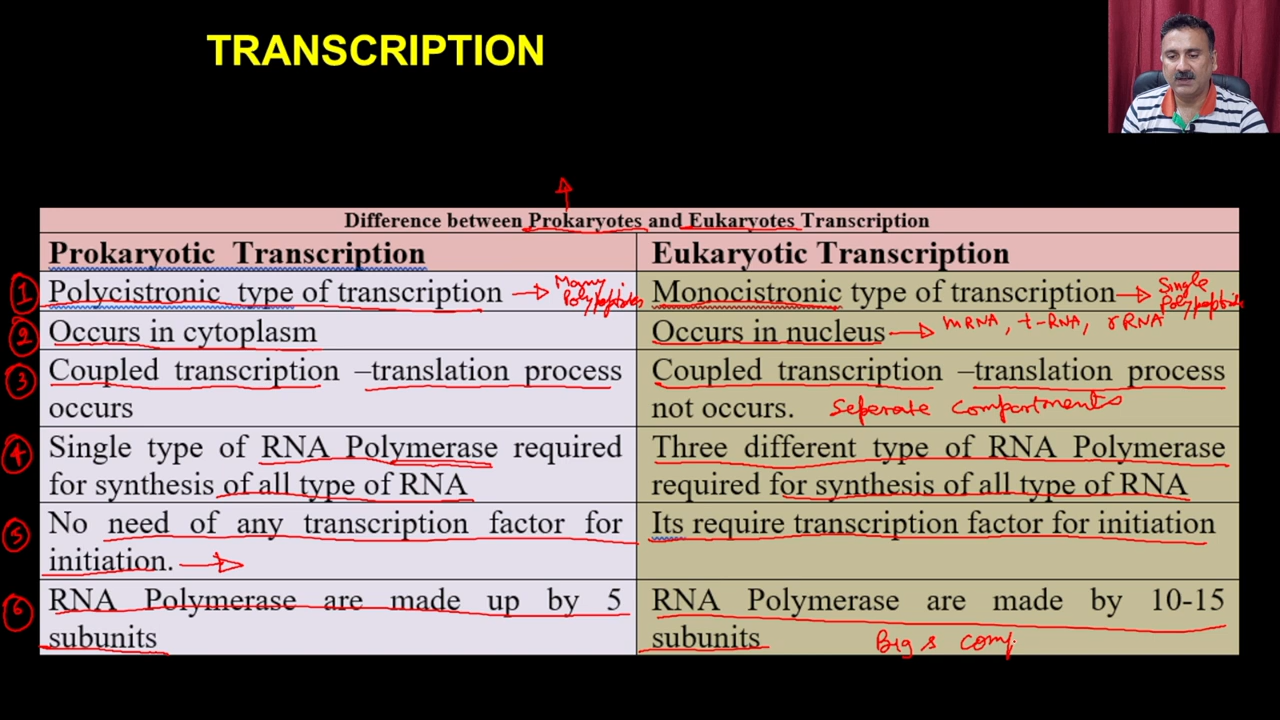 TRANSCRIPTION
Difference between Prokaryotes and Eukaryotes Transcription
Prokaryotic Transcription
Eukaryotic Transcription
1 Polycistronic type of transcription → Many
Polypeptides
Monocistronic type of transcription → Single
Polypeptide
2 Occurs in cytoplasm
Occurs in nucleus → mRNA, t-RNA, rRNA
3 Coupled transcription –translation process
occurs
Coupled transcription –translation process
not occurs. Seperate compartments
4 Single type of RNA Polymerase required
for synthesis of all type of RNA
Three different type of RNA Polymerase
required for synthesis of all type of RNA
5 No need of any transcription factor for
initiation. →
Its require transcription factor for initiation
6 RNA Polymerase are made up by 5
subunits
RNA Polymerase are made by 10-15
subunits Big & comp